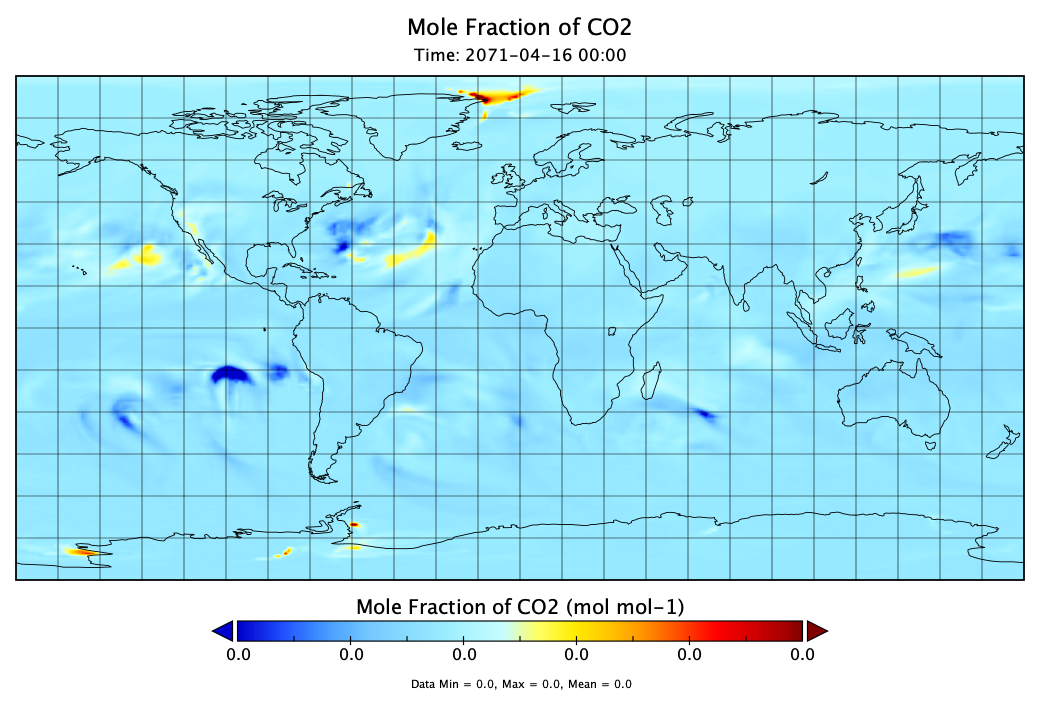 Mole Fraction of CO2
Time: 2071-04-16 00:00
Mole Fraction of CO2 (mol mol-1)
0.0 0.0 0.0 0.0 0.0 0.0
Data Min = 0.0, Max = 0.0, Mean = 0.0